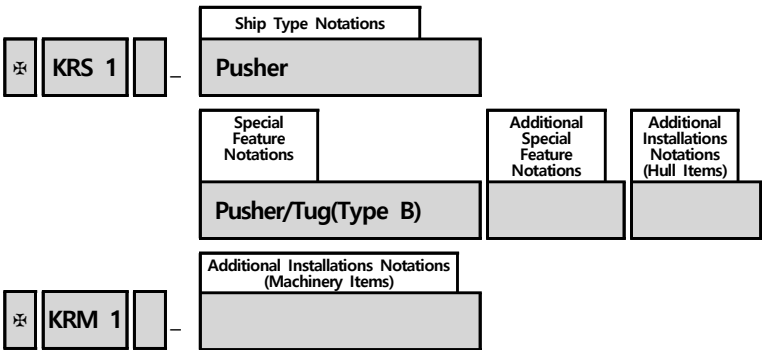 Ship Type Notations
✠ KRS 1 _ Pusher
Special
Feature
Notations
Additional
Special
Feature
Notations
Additional
Installations
Notations
(Hull Items)
Pusher/Tug(Type B)
Additional Installations Notations
(Machinery Items)
✠ KRM 1 _